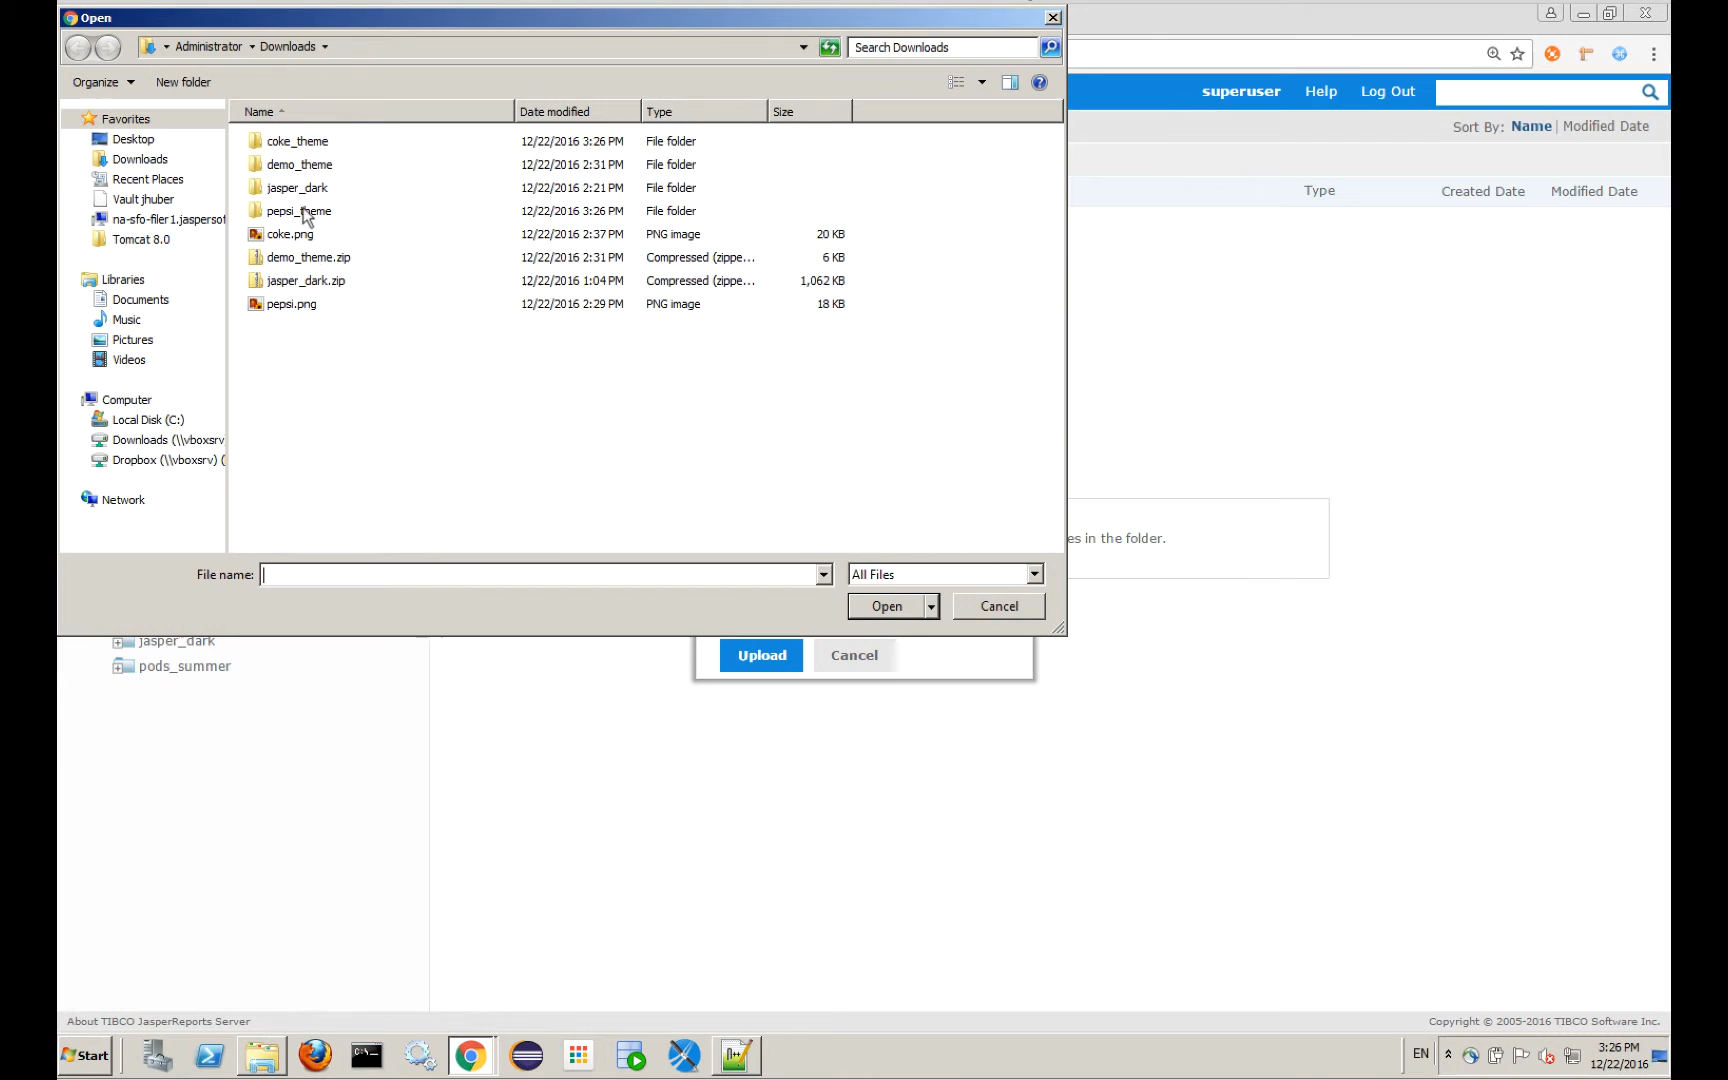 Open
Administrator Downloads
Search Downloads
Organize
New folder
superuser
Help
Log Out
Sort By: Name | Modified Date
Favorites
Desktop
Downloads
Recent Places
Vault jhuber
na-sfo-filer1.jaspersof
Tomcat 8.0
Libraries
Documents
Music
Pictures
Videos
Computer
Local Disk (C:)
Downloads (\\vboxsrv)
Dropbox (\\vboxsrv) (
Network
Name Date modified Type Size
coke_theme 12/22/2016 3:26 PM File folder
demo_theme 12/22/2016 2:31 PM File folder
jasper_dark 12/22/2016 2:21 PM File folder
pepsi_theme 12/22/2016 3:26 PM File folder
coke.png 12/22/2016 2:37 PM PNG image 20 KB
demo_theme.zip 12/22/2016 2:31 PM Compressed (zippe... 6 KB
jasper_dark.zip 12/22/2016 1:04 PM Compressed (zippe... 1,062 KB
pepsi.png 12/22/2016 2:29 PM PNG image 18 KB
Type Created Date Modified Date
es in the folder.
File name:
All Files
Open
Cancel
jasper_dark
pods_summer
Upload
Cancel
About TIBCO JasperReports Server
Copyright © 2005-2016 TIBCO Software Inc.
Start
n++
EN
3:26 PM
12/22/2016